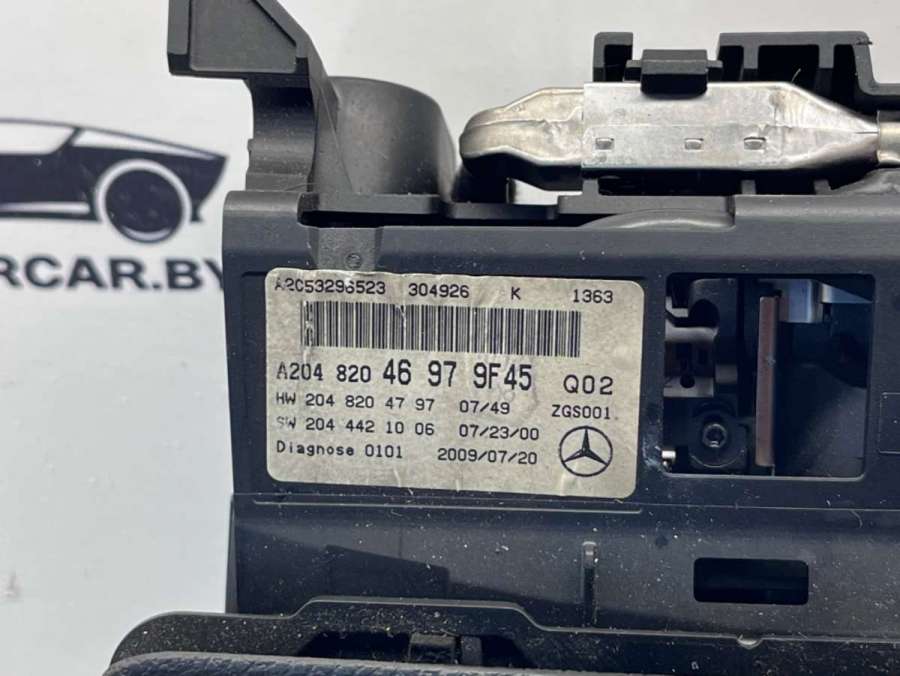 RCAR.BY
A2C53296523 304926 K 1363
A204 820 46 97 9F45 Q02
HW 204 820 47 97 07/49 ZGS001
SW 204 442 10 06 07/23/00
Diagnose 0101 2009/07/20